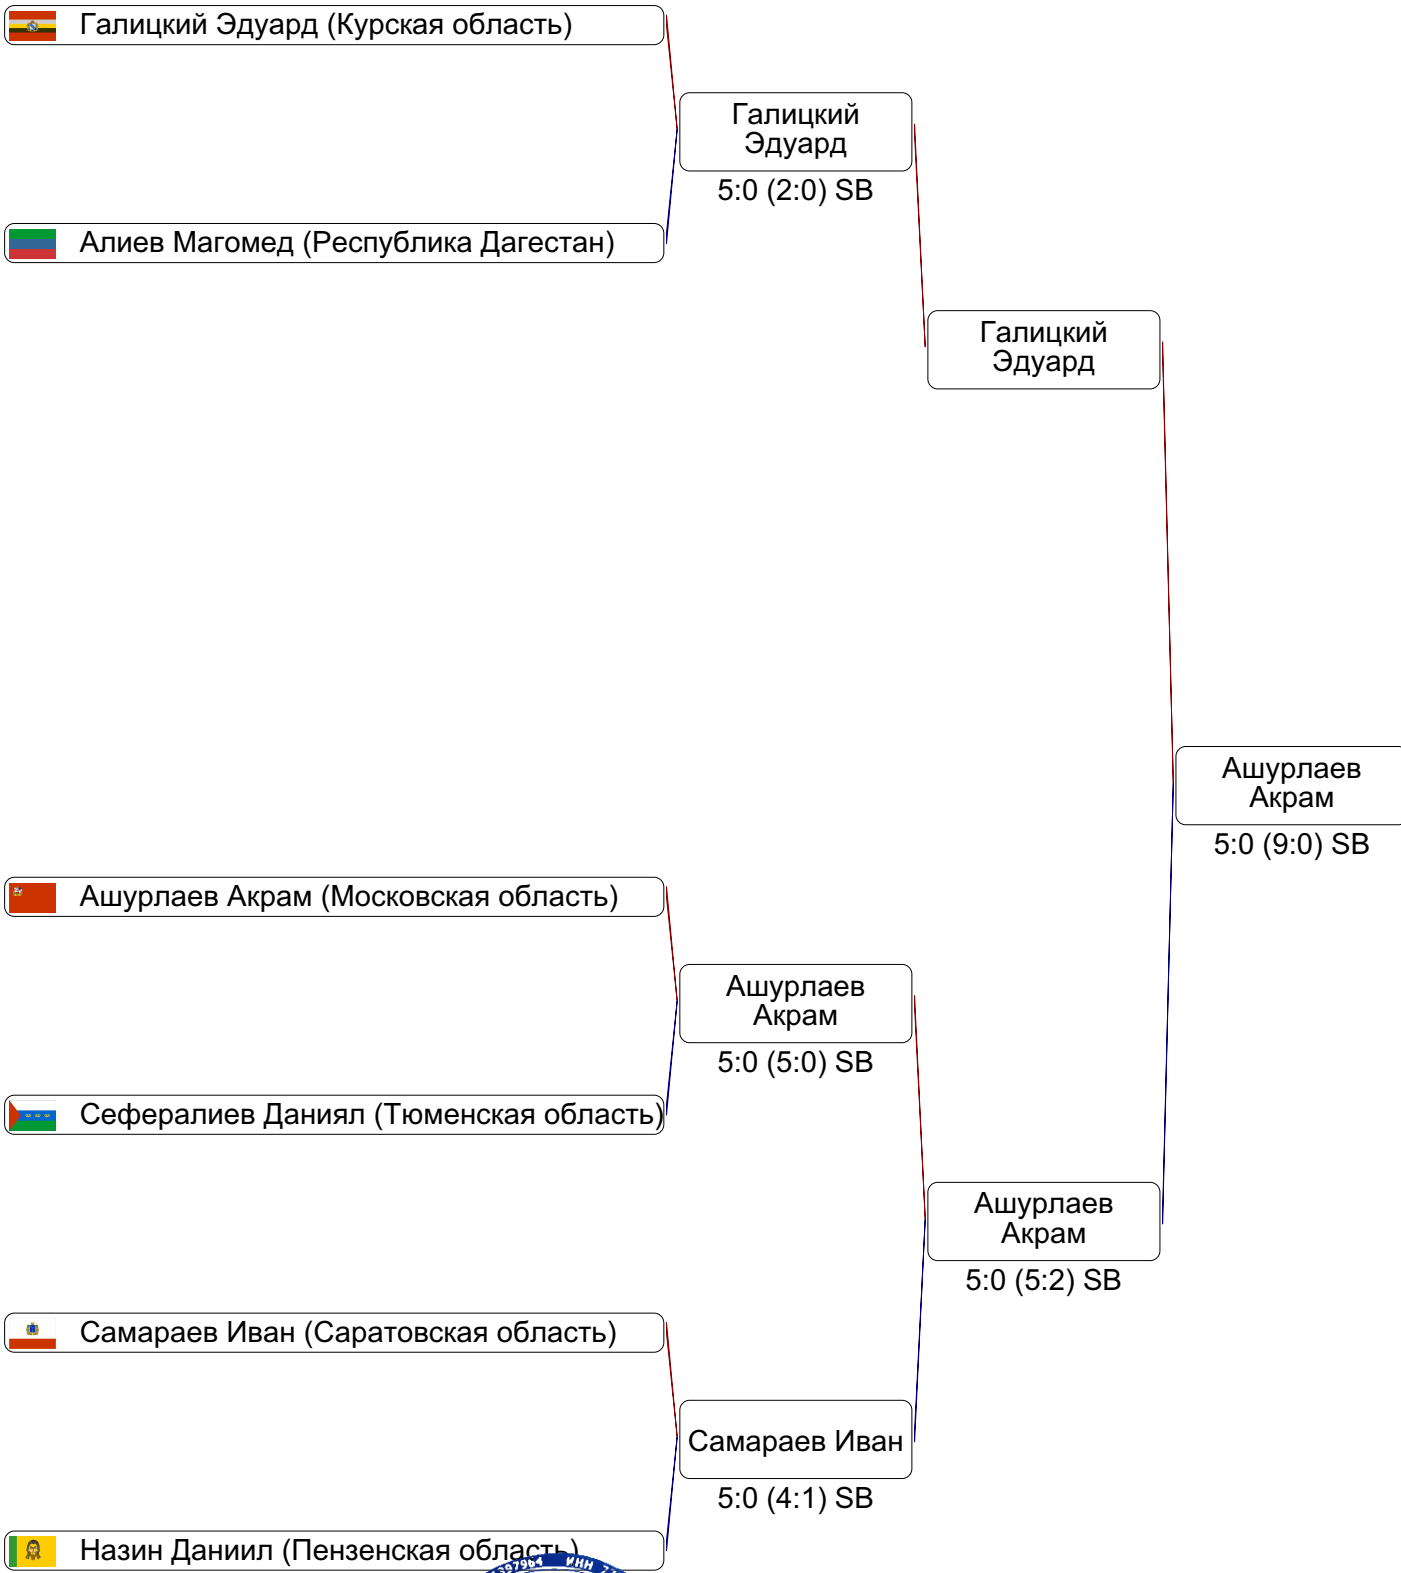 Галицкий Эдуард (Курская область)
Галицкий
Эдуард
5:0 (2:0) SB
Алиев Магомед (Республика Дагестан)
Галицкий
Эдуард
Ашурлаев
Акрам
5:0 (9:0) SB
Ашурлаев Акрам (Московская область)
Ашурлаев
Акрам
5:0 (5:0) SB
Сефералиев Даниял (Тюменская область)
Ашурлаев
Акрам
5:0 (5:2) SB
Самараев Иван (Саратовская область)
Самараев Иван
5:0 (4:1) SB
Назин Даниил (Пензенская область)
ИНН